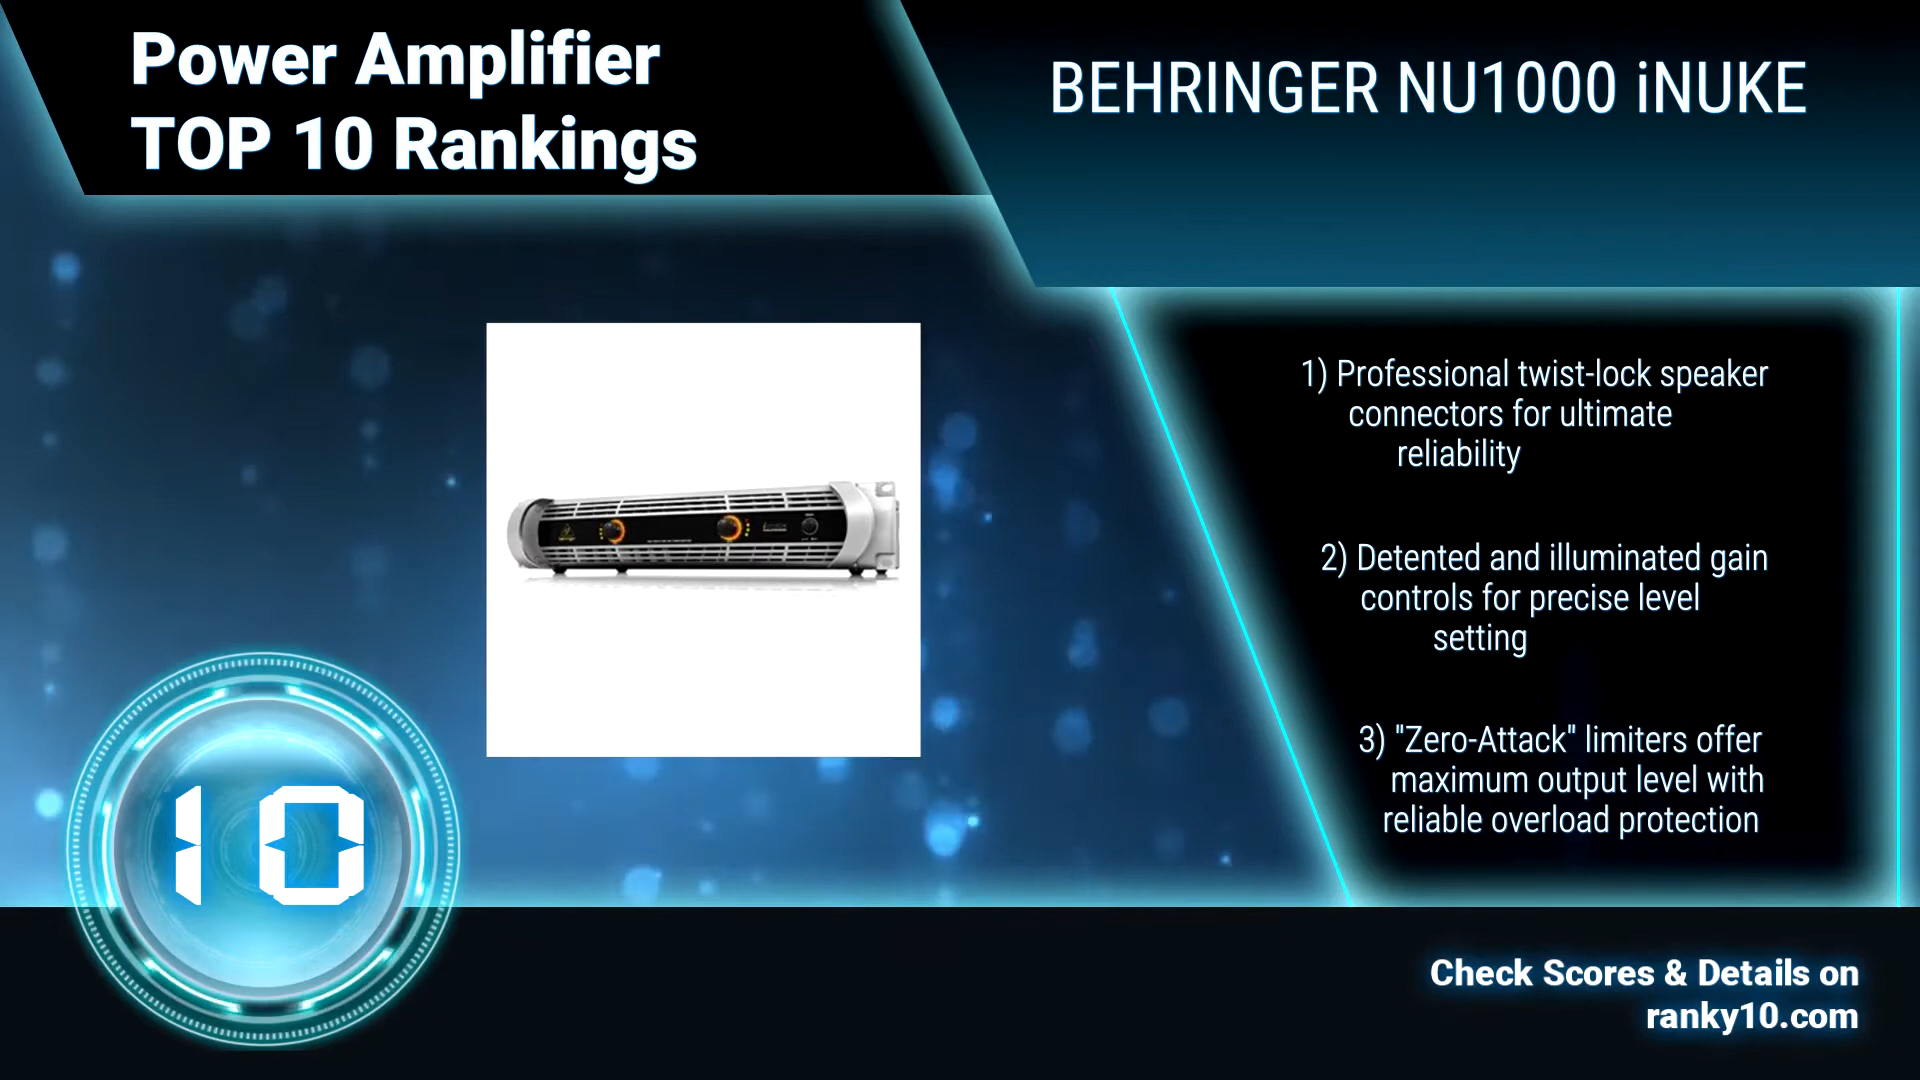 Power Amplifier
TOP 10 Rankings
BEHRINGER NU1000 iNUKE
1) Professional twist-lock speaker
connectors for ultimate
reliability
2) Detented and illuminated gain
controls for precise level
setting
3) "Zero-Attack" limiters offer
maximum output level with
reliable overload protection
10
Check Scores & Details on
ranky10.com